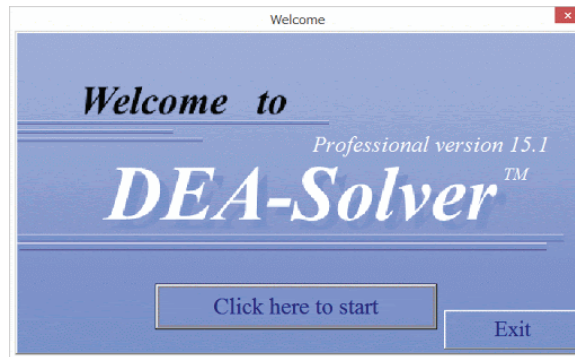 Welcome
Welcome to
Professional version 15.1
DEA-Solver™
Click here to start
Exit